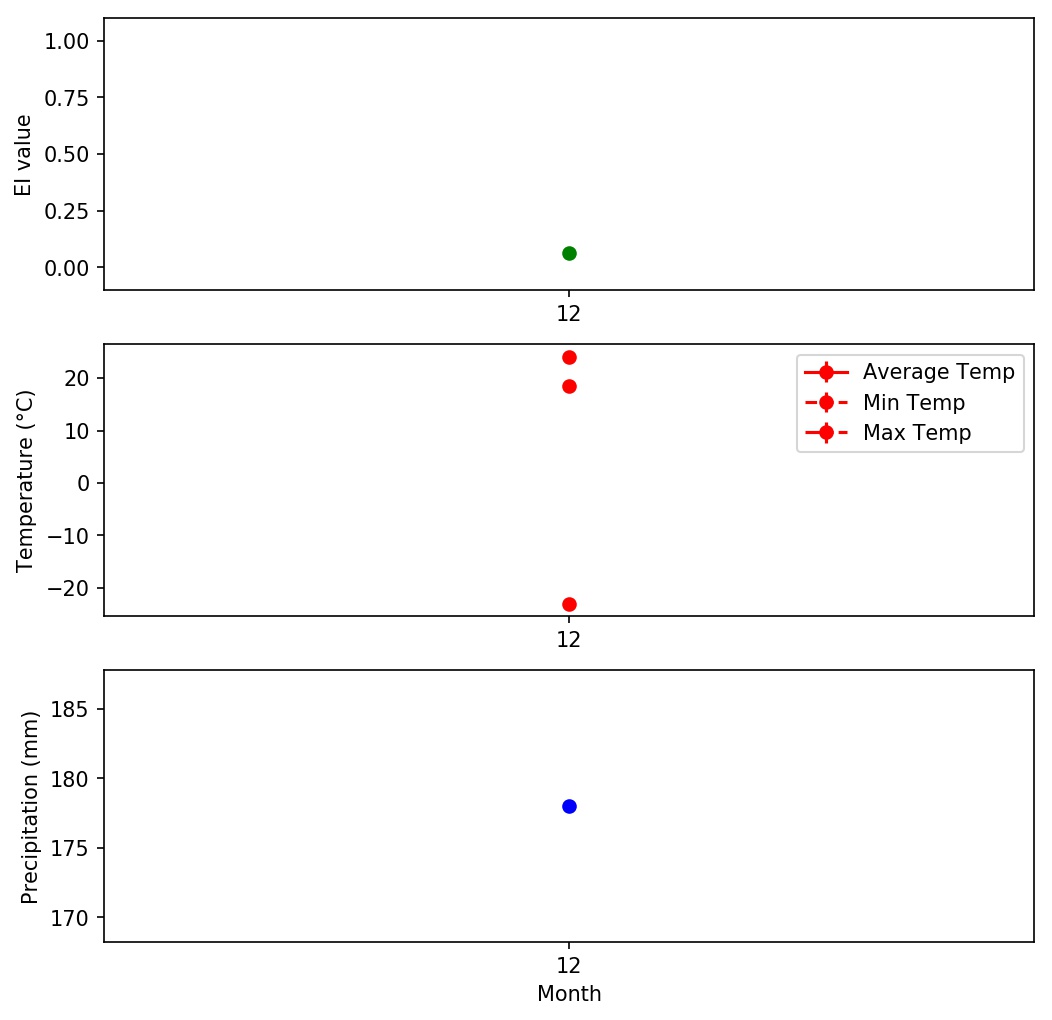 1.00
0.75
0.50
0.25
0.00
EI value
12
20
10
0
−10
−20
Temperature (°C)
Average Temp
Min Temp
Max Temp
12
185
180
175
170
Precipitation (mm)
12
Month